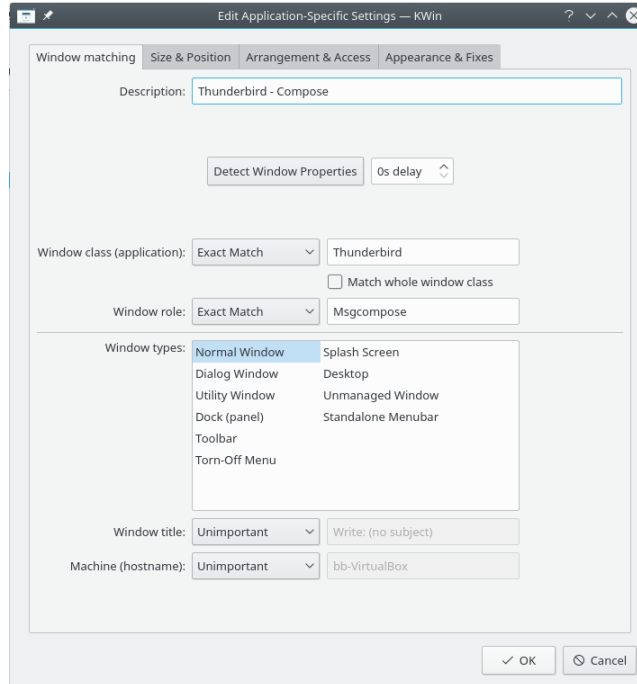 Edit Application-Specific Settings — KWin
Window matching Size & Position Arrangement & Access Appearance & Fixes
Description: Thunderbird - Compose
Detect Window Properties 0s delay
Window class (application): Exact Match Thunderbird
Match whole window class
Window role: Exact Match Msgcompose
Window types: Normal Window Splash Screen
Dialog Window Desktop
Utility Window Unmanaged Window
Dock (panel) Standalone Menubar
Toolbar
Torn-Off Menu
Window title: Unimportant Write: (no subject)
Machine (hostname): Unimportant bb-VirtualBox
OK Cancel